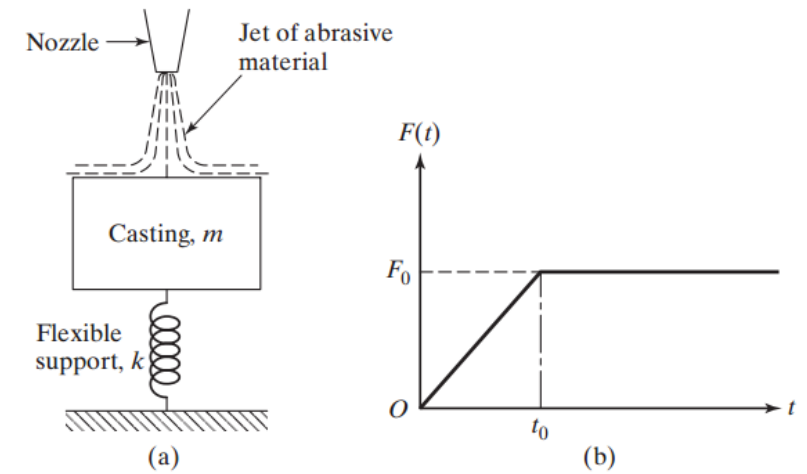 Nozzle
Jet of abrasive
material
Casting, m
Flexible
support, k
(a)
F(t)
F₀
O
t₀
t
(b)